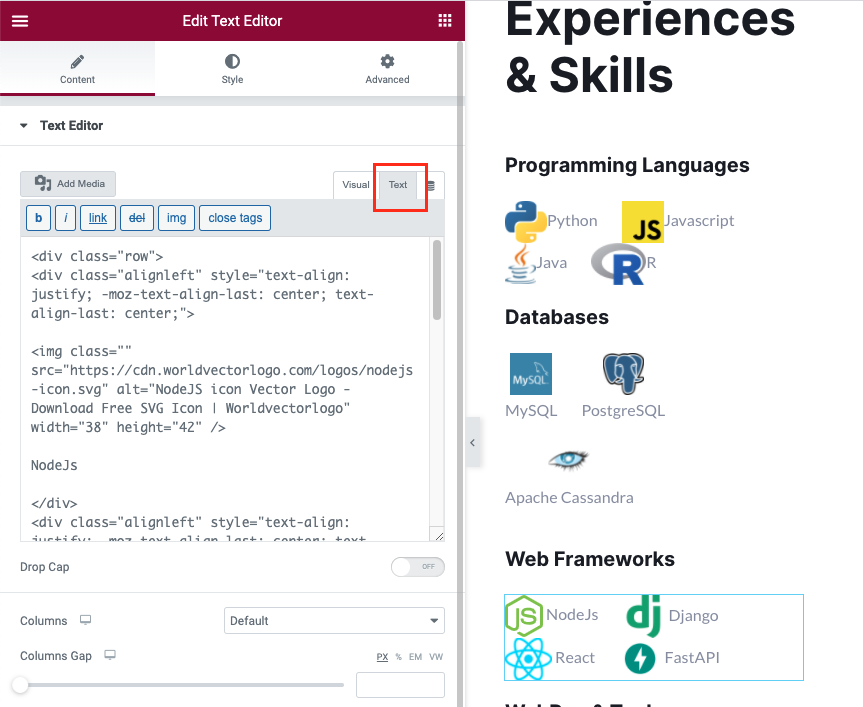 Edit Text Editor
Content
Style
Advanced
Text Editor
Add Media
Visual
Text
b
i
link
del
img
close tags
<div class="row">
<div class="alignleft" style="text-align:
justify; -moz-text-align-last: center; text-
align-last: center;">
<img class=""
src="https://cdn.worldvectorlogo.com/logos/nodejs
-icon.svg" alt="NodeJS icon Vector Logo -
Download Free SVG Icon | Worldvectorlogo"
width="38" height="42" />
NodeJs
</div>
<div class="alignleft" style="text-align:
justify; -moz-text-align-last: center; text-
Drop Cap
OFF
Columns
Default
Columns Gap
PX % EM VW
Experiences
& Skills
Programming Languages
Python
JS
Javascript
Java
R
R
Databases
MySQL
MySQL
PostgreSQL
Apache Cassandra
Web Frameworks
JS
NodeJs
dj
Django
React
FastAPI